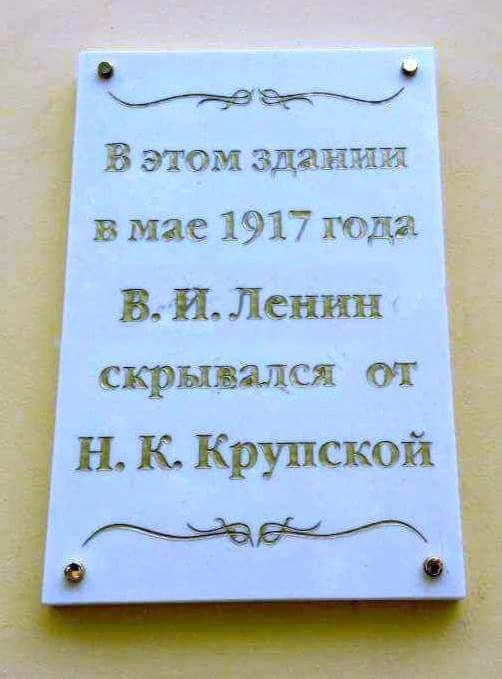 В этом здании
в мае 1917 года
В. И. Ленин
скрывался от
Н. К. Крупской